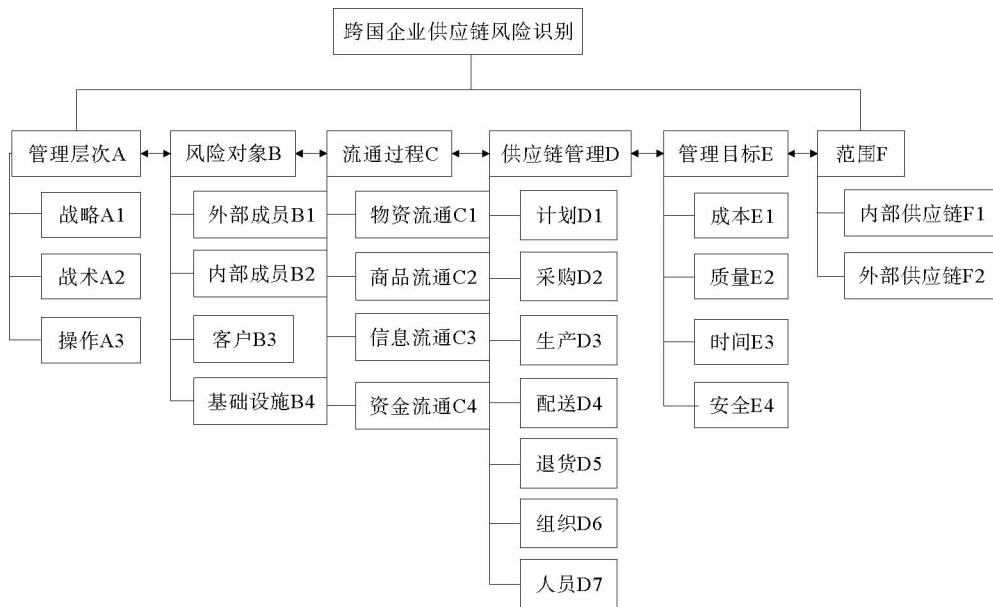 跨国企业供应链风险识别
管理层次A
风险对象B
流通过程C
供应链管理D
管理目标E
范围F
战略A1
战术A2
操作A3
外部成员B1
内部成员B2
客户B3
基础设施B4
物资流通C1
商品流通C2
信息流通C3
资金流通C4
计划D1
采购D2
生产D3
配送D4
退货D5
组织D6
人员D7
成本E1
质量E2
时间E3
安全E4
内部供应链F1
外部供应链F2